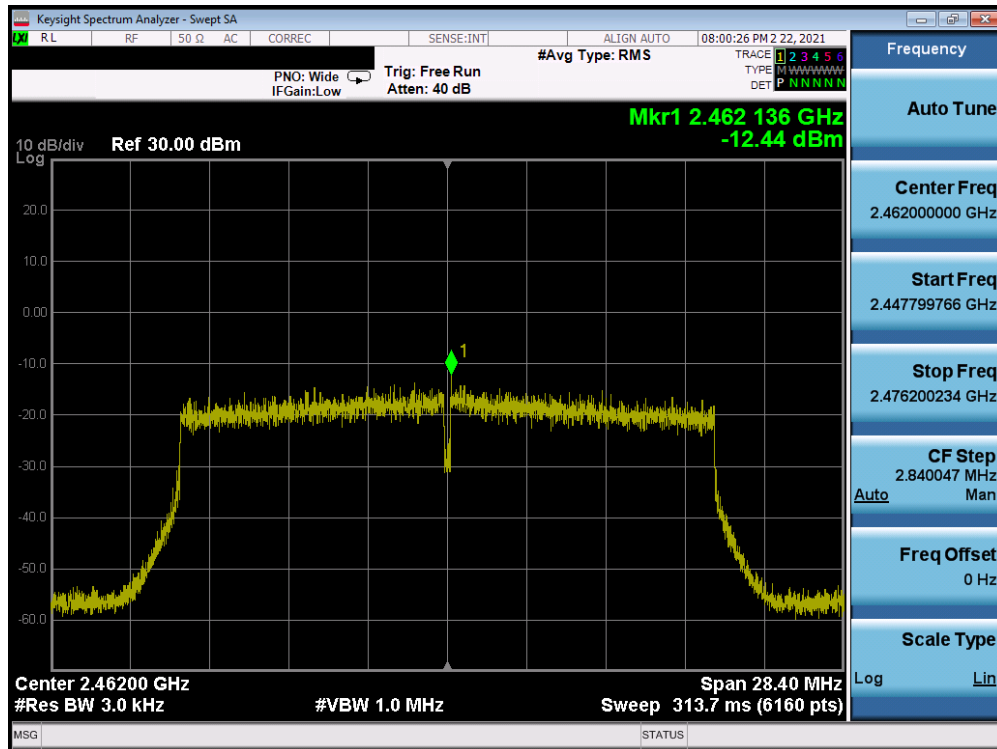 Keysight Spectrum Analyzer - Swept SA
LXI RL RF 50 Ω AC CORREC SENSE:INT ALIGN AUTO 08:00:26 PM 2 22, 2021
PNO: Wide
IFGain:Low
Trig: Free Run
Atten: 40 dB
#Avg Type: RMS
TRACE 1 2 3 4 5 6
TYPE M W W W W W
DET P N N N N N
Mkr1 2.462 136 GHz
-12.44 dBm
10 dB/div Ref 30.00 dBm
Log
20.0
10.0
0.00
-10.0
-20.0
-30.0
-40.0
-50.0
-60.0
1
Center 2.46200 GHz Span 28.40 MHz
#Res BW 3.0 kHz #VBW 1.0 MHz Sweep 313.7 ms (6160 pts)
MSG STATUS
Frequency
Auto Tune
Center Freq
2.462000000 GHz
Start Freq
2.447799766 GHz
Stop Freq
2.476200234 GHz
CF Step
2.840047 MHz
Auto Man
Freq Offset
0 Hz
Scale Type
Log Lin